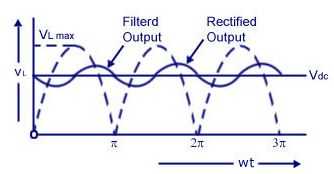 Filterd
Output
Rectified
Output
VL max
VL
Vdc
O
π
2π
3π
wt